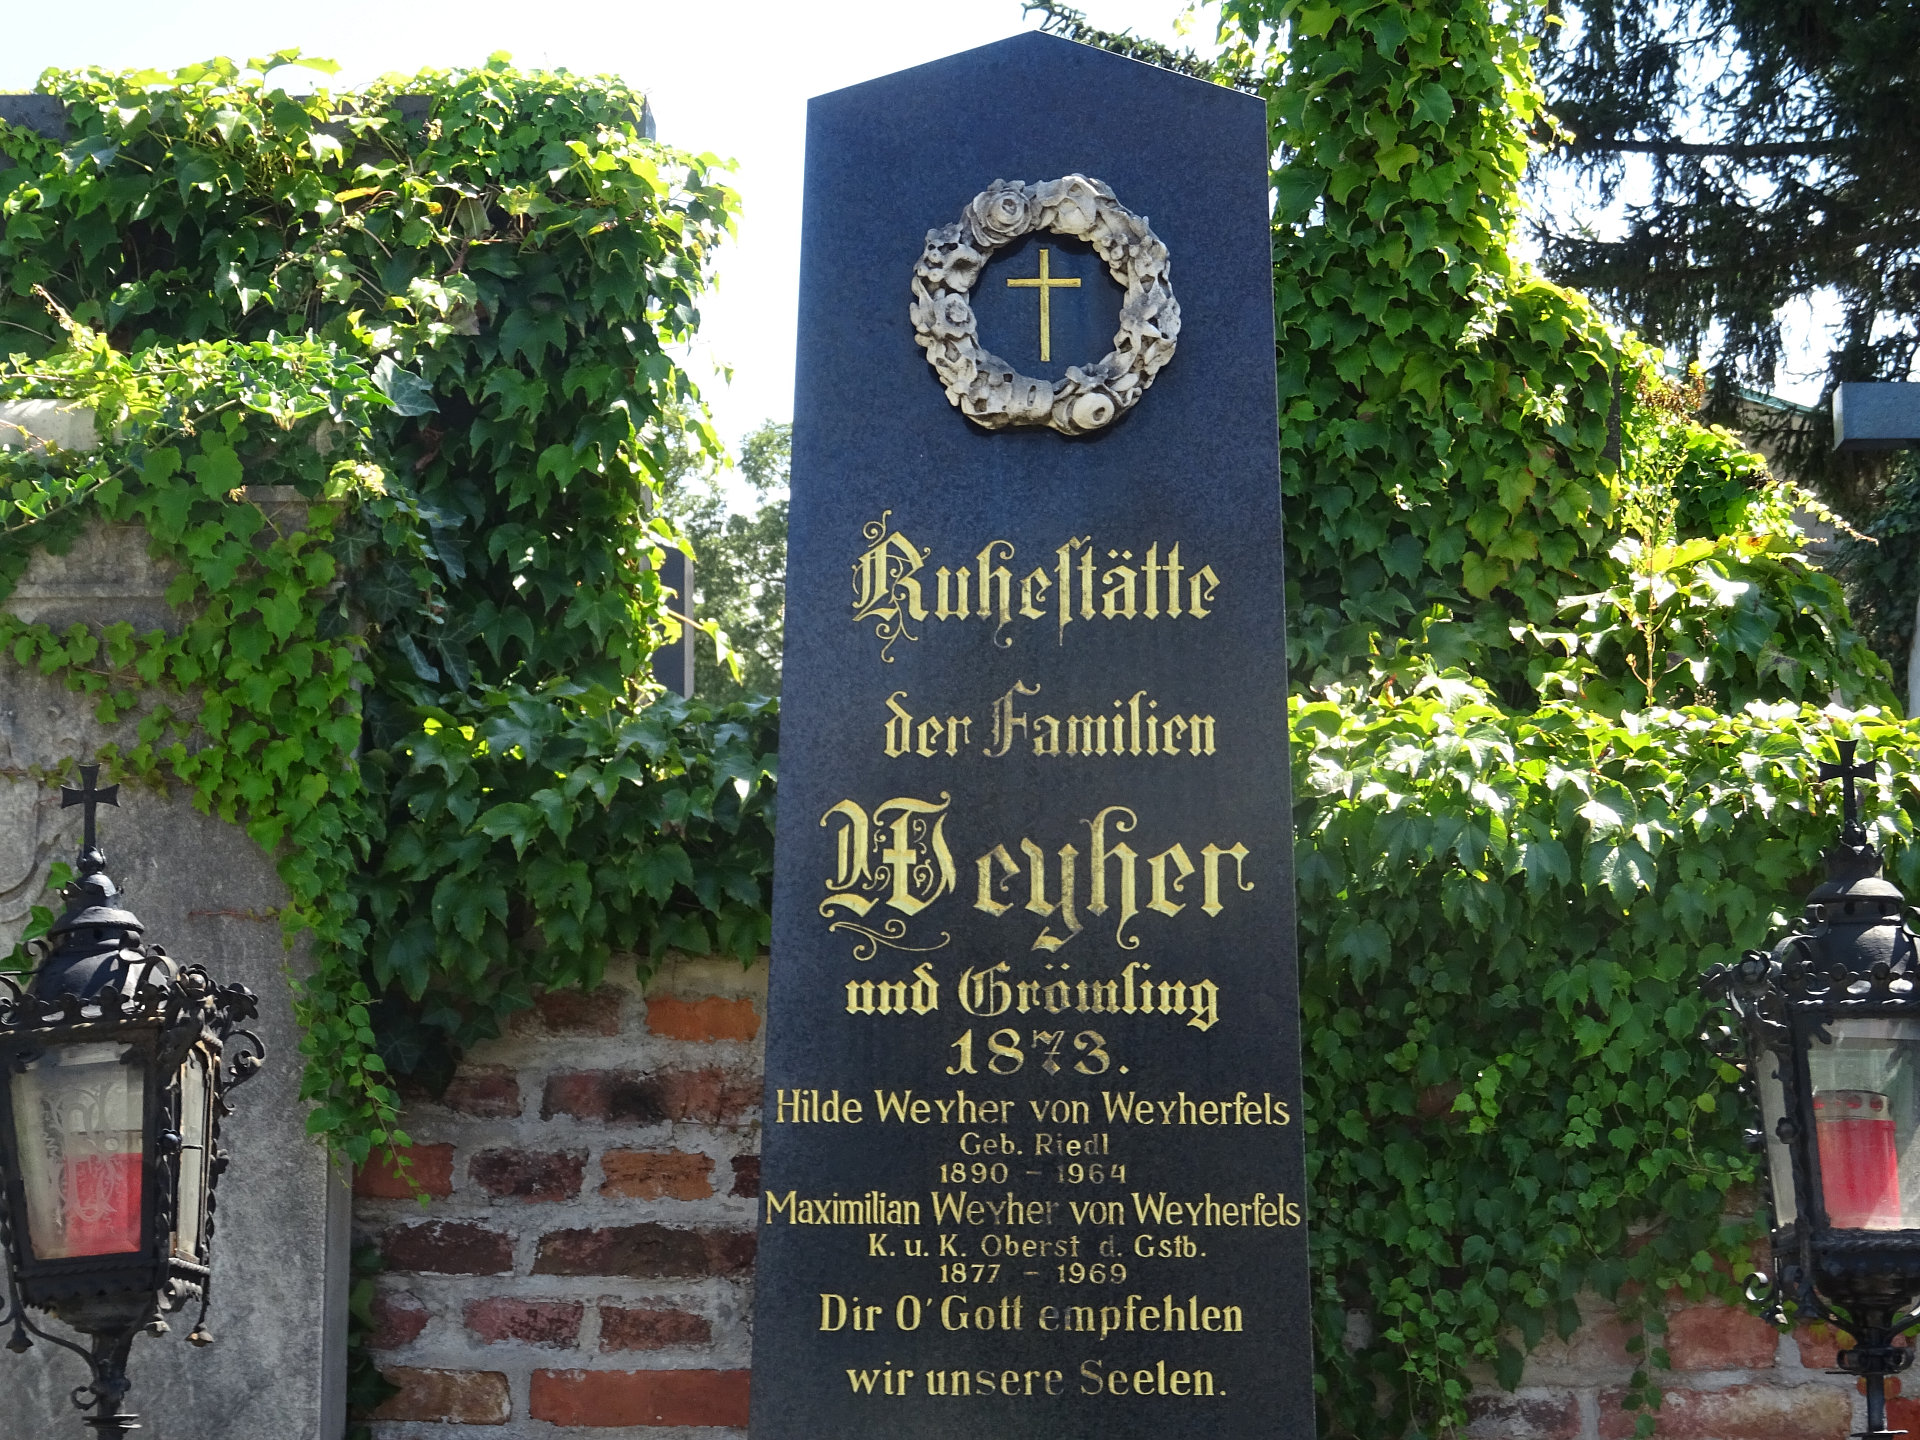 Ruheſtätte
der Familien
Weyher
und Grömling
1873.
Hilde Weyher von Weyherfels
Geb. Riedl
1890 - 1964
Maximilian Weyher von Weyherfels
K. u. K. Oberst d. Gstb.
1877 - 1969
Dir O' Gott empfehlen
wir unsere Seelen.